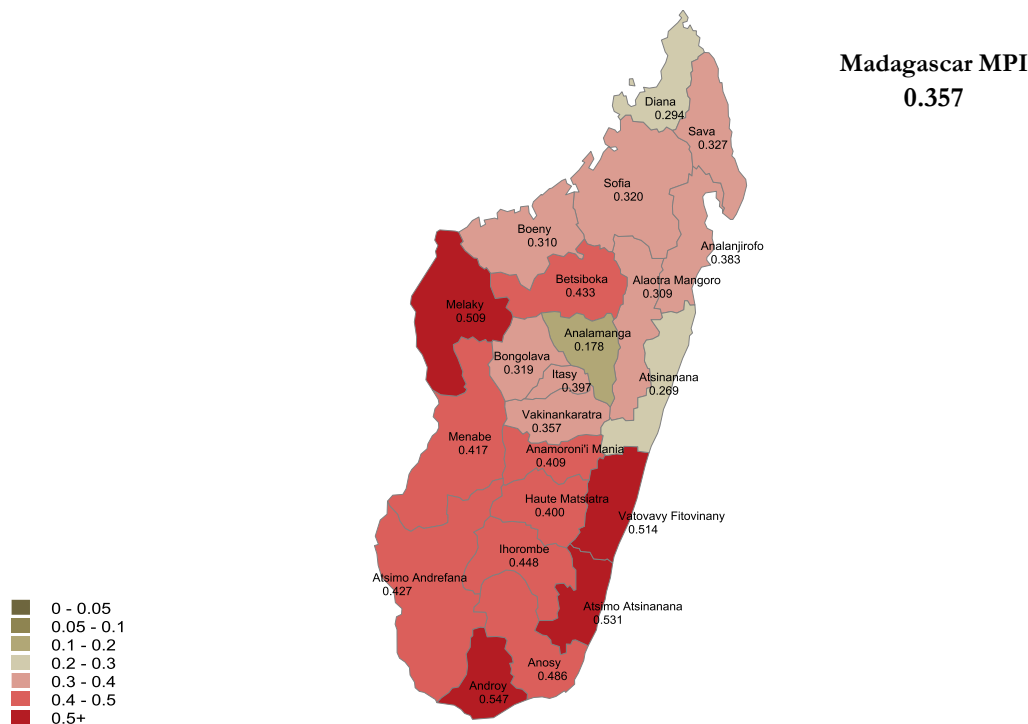 Madagascar MPI
0.357
Diana
0.294
Sava
0.327
Sofia
0.320
Boeny
0.310
Analanjirofo
0.383
Betsiboka
0.433
Alaotra Mangoro
0.309
Melaky
0.509
Analamanga
0.178
Bongolava
0.319
Itasy
0.397
Atsinanana
0.269
Vakinankaratra
0.357
Menabe
0.417
Anamoroni'i Mania
0.409
Haute Matsiatra
0.400
Vatovavy Fitovinany
0.514
Ihorombe
0.448
Atsimo Andrefana
0.427
Atsimo Atsinanana
0.531
Anosy
0.486
Androy
0.547
0 - 0.05
0.05 - 0.1
0.1 - 0.2
0.2 - 0.3
0.3 - 0.4
0.4 - 0.5
0.5+